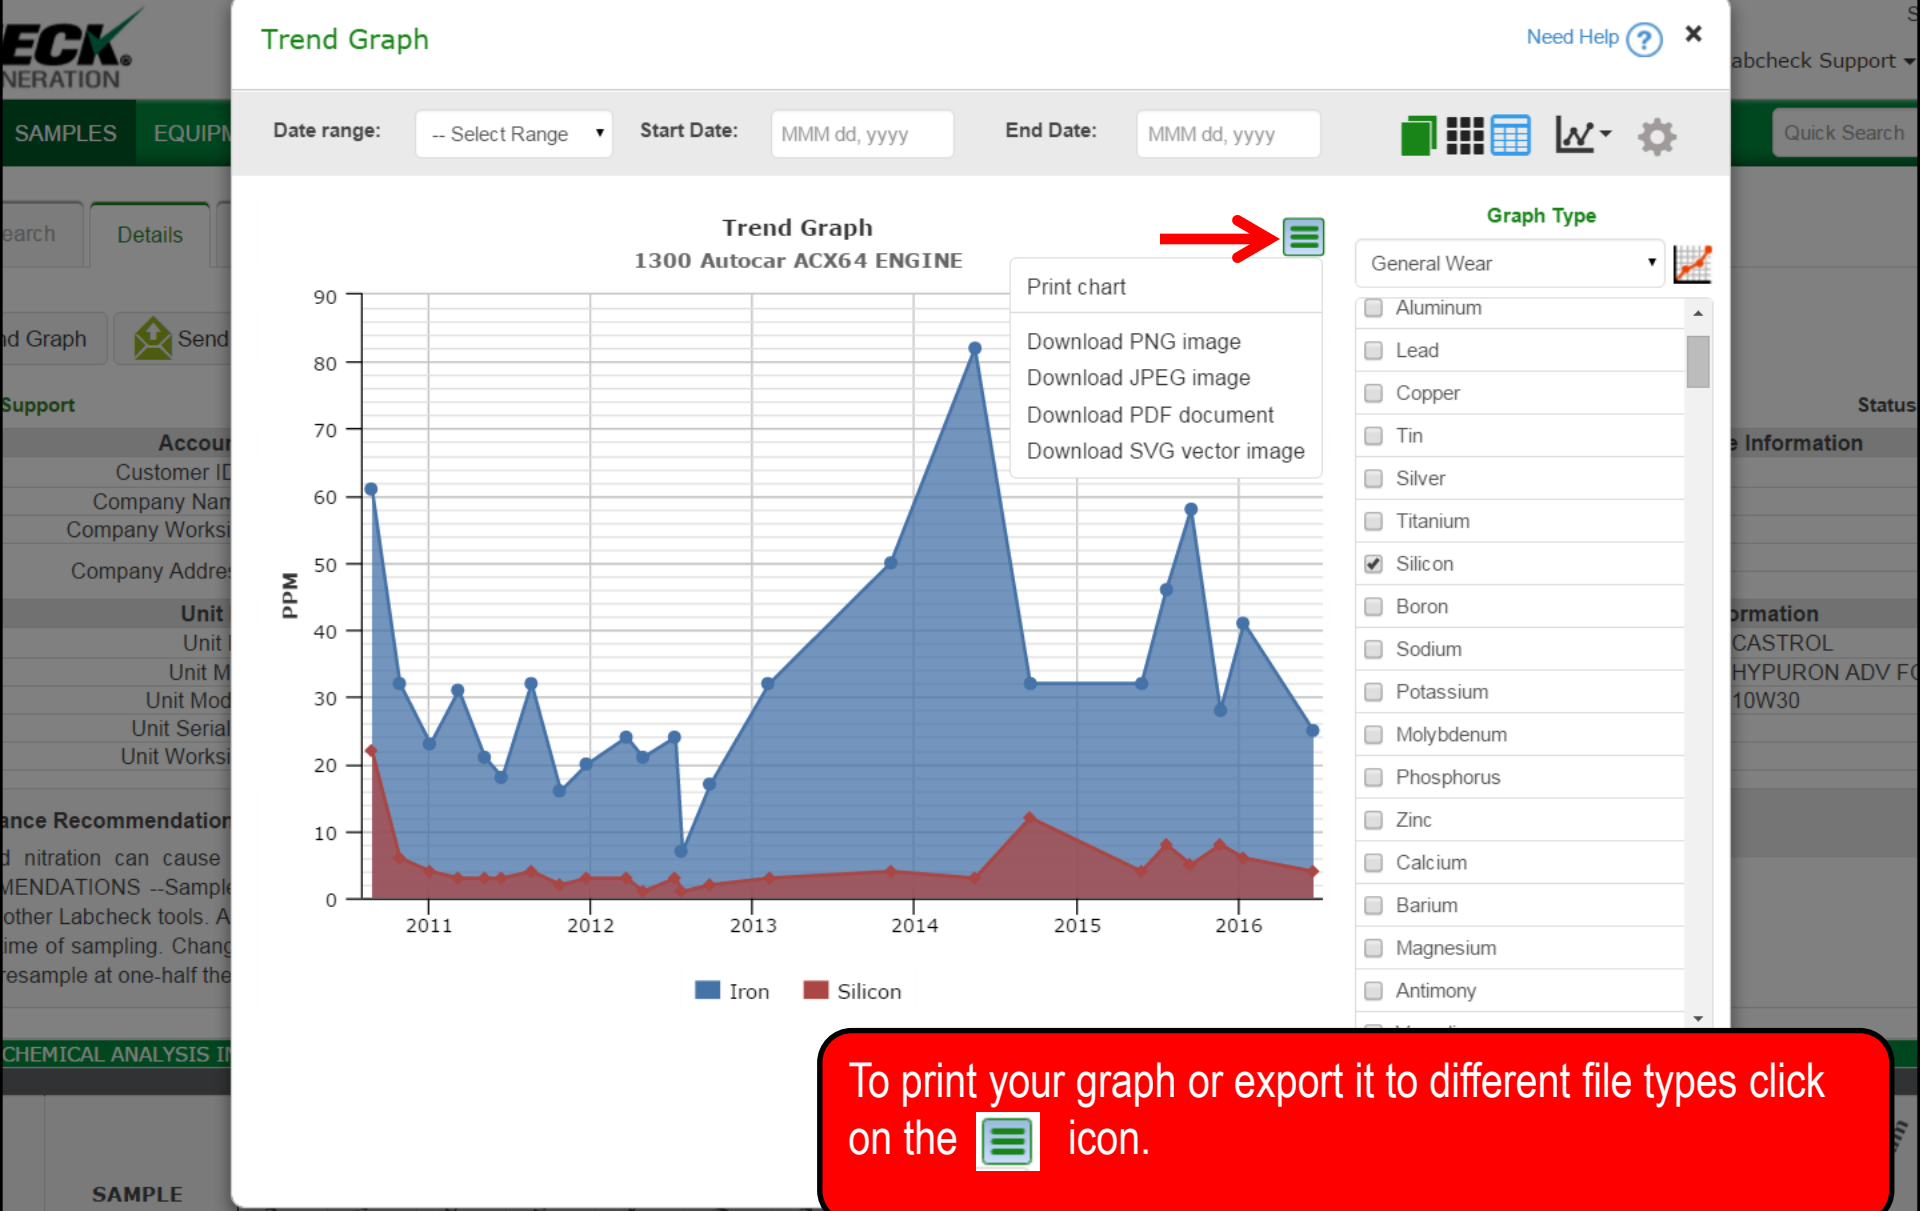 ECK®
NERATION
Trend Graph
Need Help ?
abcheck Support
SAMPLES
EQUIPM
Date range:
-- Select Range
Start Date:
MMM dd, yyyy
End Date:
MMM dd, yyyy
Quick Search
earch
Details
Trend Graph
1300 Autocar ACX64 ENGINE
Graph Type
General Wear
Print chart
Download PNG image
Download JPEG image
Download PDF document
Download SVG vector image
Aluminum
Lead
Copper
Tin
Silver
Titanium
Silicon
Boron
Sodium
Potassium
Molybdenum
Phosphorus
Zinc
Calcium
Barium
Magnesium
Antimony
nd Graph
Send
Support
Status
Accour
Customer ID
Company Nam
Company Worksi
Company Addre
Unit
Unit
Unit M
Unit Mod
Unit Serial
Unit Worksi
e Information
ormation
CASTROL
HYPURON ADV FO
10W30
ance Recommendation
d nitration can cause
MENDATIONS --Sample
other Labcheck tools. A
ime of sampling. Chang
resample at one-half the
CHEMICAL ANALYSIS IN
SAMPLE
PPM
90
80
70
60
50
40
30
20
10
0
2011
2012
2013
2014
2015
2016
Iron
Silicon
To print your graph or export it to different file types click
on the icon.